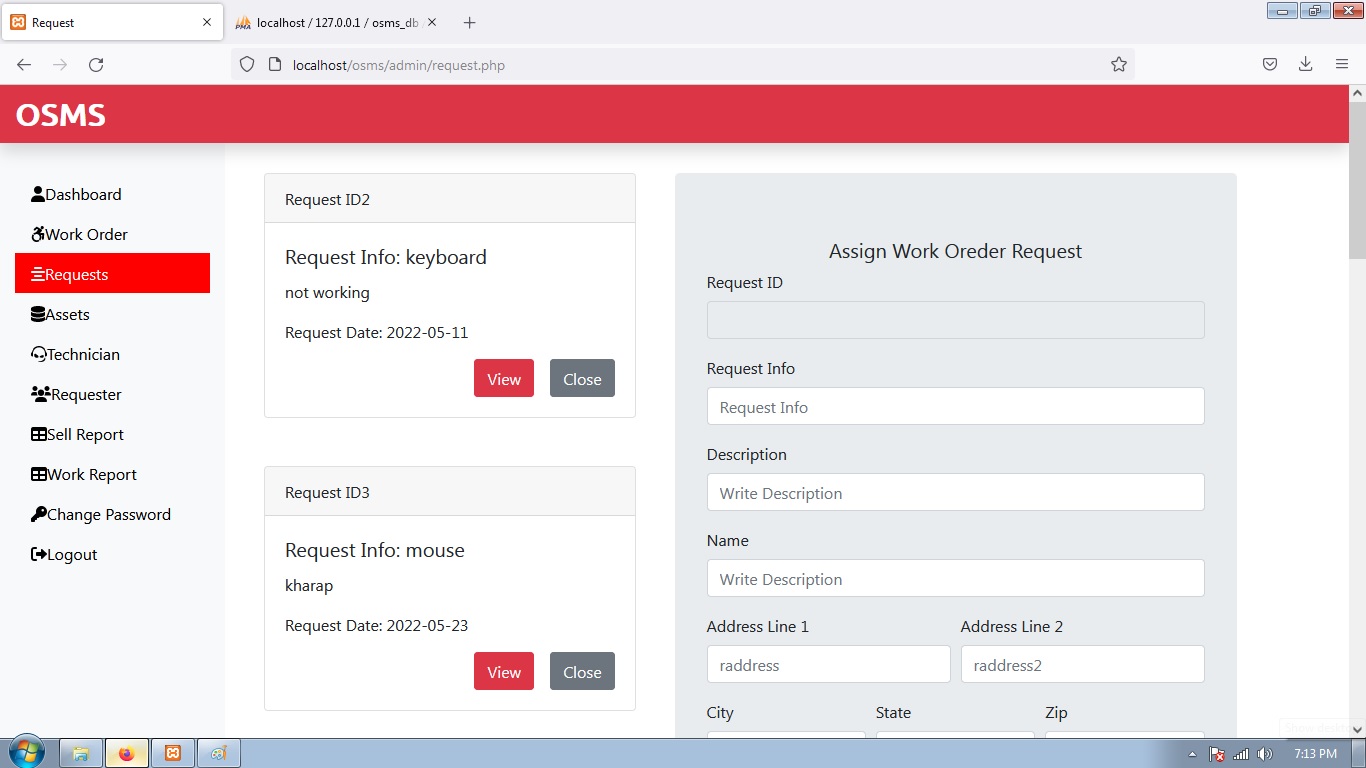 Request
localhost / 127.0.0.1 / osms_db
localhost/osms/admin/request.php
OSMS
Dashboard
Work Order
Requests
Assets
Technician
Requester
Sell Report
Work Report
Change Password
Logout
Request ID2
Request Info: keyboard
not working
Request Date: 2022-05-11
View Close
Request ID3
Request Info: mouse
kharap
Request Date: 2022-05-23
View Close
Assign Work Oreder Request
Request ID
Request Info
Request Info
Description
Write Description
Name
Write Description
Address Line 1 Address Line 2
raddress raddress2
City State Zip
7:13 PM